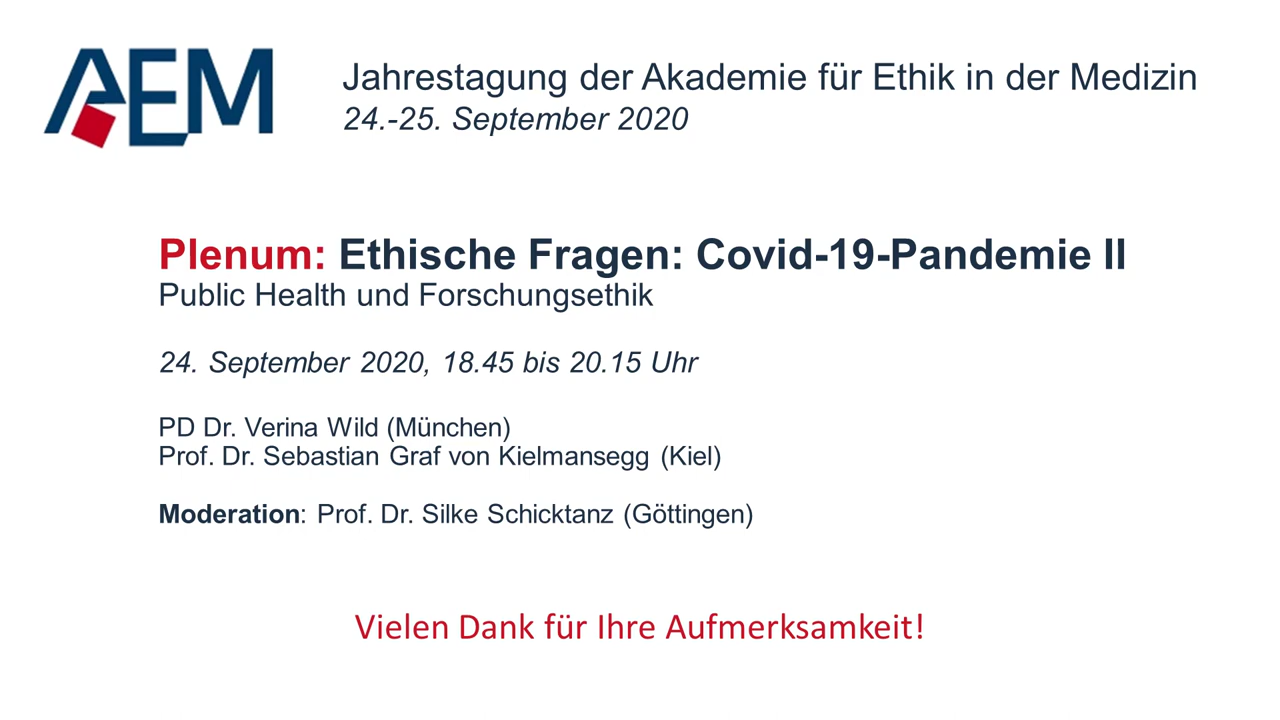 AEM
Jahrestagung der Akademie für Ethik in der Medizin
24.-25. September 2020
Plenum: Ethische Fragen: Covid-19-Pandemie II
Public Health und Forschungsethik
24. September 2020, 18.45 bis 20.15 Uhr
PD Dr. Verina Wild (München)
Prof. Dr. Sebastian Graf von Kielmansegg (Kiel)
Moderation: Prof. Dr. Silke Schicktanz (Göttingen)
Vielen Dank für Ihre Aufmerksamkeit!